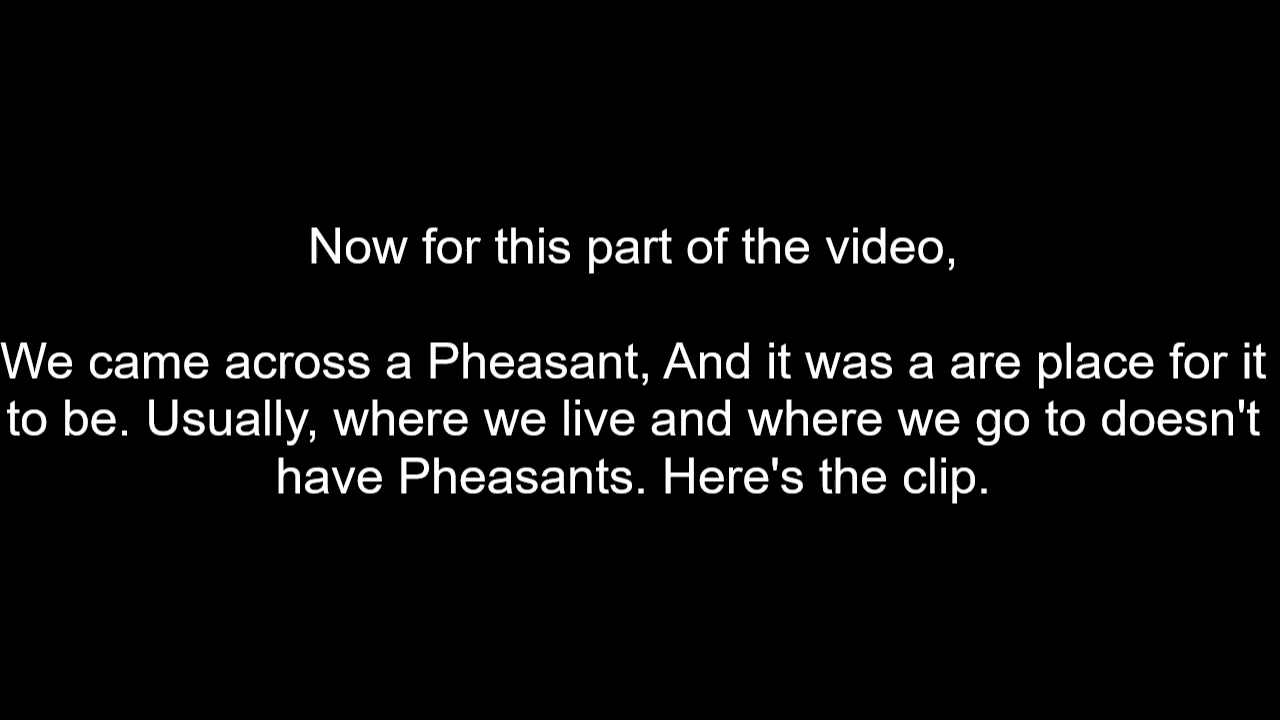 Now for this part of the video,
We came across a Pheasant, And it was a are place for it
to be. Usually, where we live and where we go to doesn't
have Pheasants. Here's the clip.